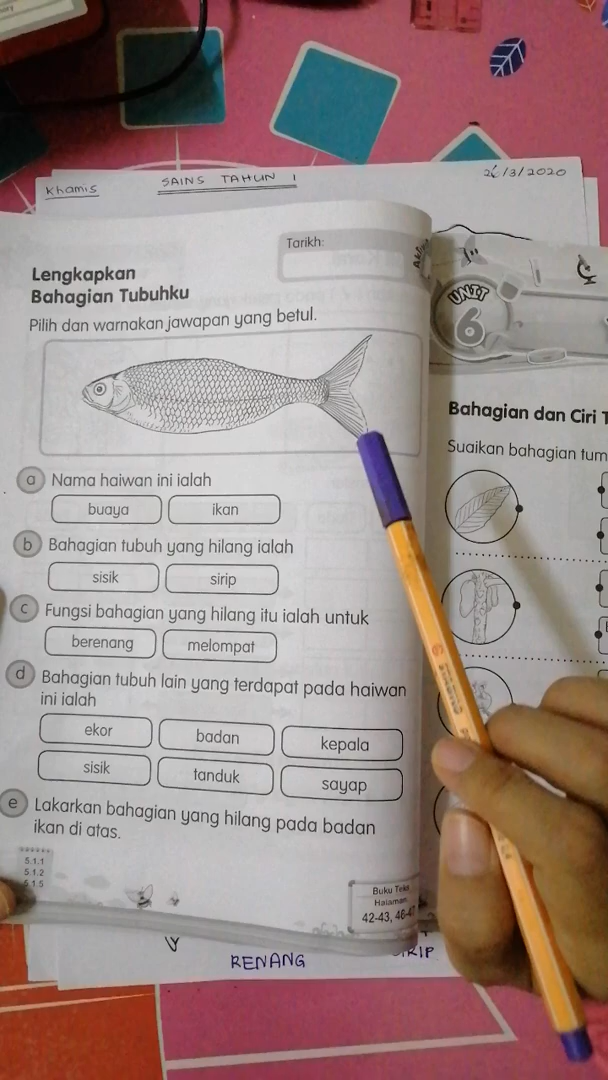 Khamis
SAINS TAHUN 1
26/3/2020
Tarikh:
Lengkapkan
Bahagian Tubuhku
Pilih dan warnakan jawapan yang betul.
a Nama haiwan ini ialah
buaya
ikan
b Bahagian tubuh yang hilang ialah
sisik
sirip
c Fungsi bahagian yang hilang itu ialah untuk
berenang
melompat
d Bahagian tubuh lain yang terdapat pada haiwan
ini ialah
ekor
badan
kepala
sisik
tanduk
sayap
e Lakarkan bahagian yang hilang pada badan
ikan di atas.
5.1.1
5.1.2
5.1.5
Buku Teks
Halaman
42-43,
UNIT
6
Bahagian dan Ciri
Suaikan bahagian
RENANG